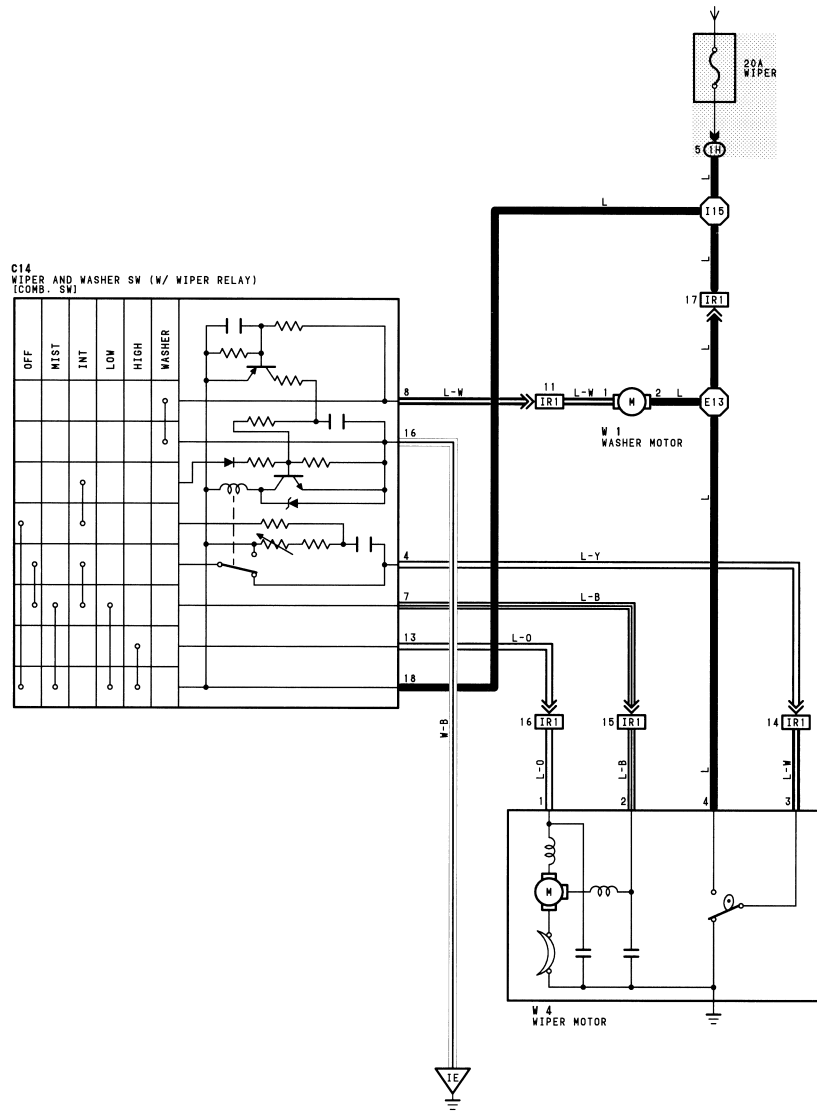 20A
WIPER
5 1H
L
L
I15
L
C14
WIPER AND WASHER SW (W/ WIPER RELAY)
[COMB. SW]
17 IR1
OFF
MIST
INT
LOW
HIGH
WASHER
L
8 L-W
11
IR1
L-W 1
M
2 L
E13
W 1
WASHER MOTOR
16
L
4
L-Y
7
L-B
13
L-O
18
W-B
16 IR1
15 IR1
14 IR1
L-O
L-B
L
L-W
1
2
4
3
M
W 4
WIPER MOTOR
IE